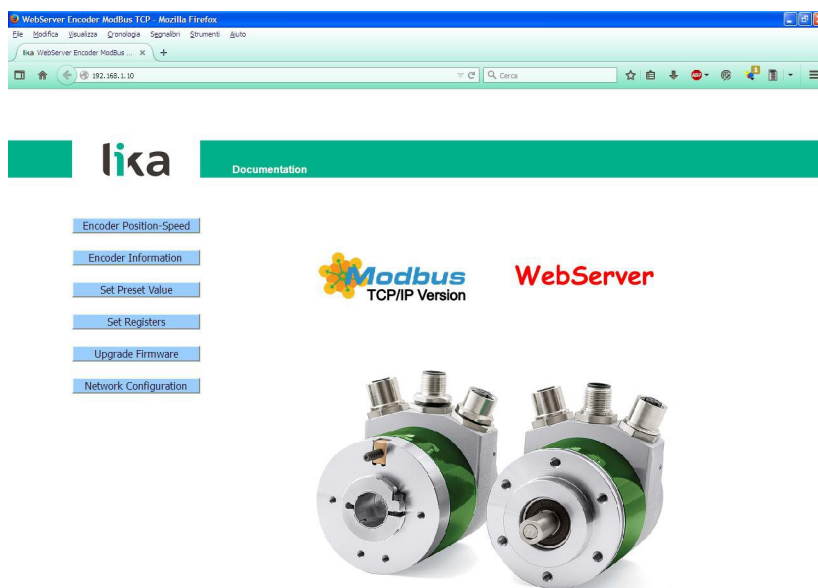 WebServer Encoder ModBus TCP - Mozilla Firefox
File Modifica Visualizza Cronologia Segnalibri Strumenti Aiuto
lika WebServer Encoder ModBus ... × +
192.168.1.10
Cerca
ABP
1
lika
Documentation
Encoder Position-Speed
Encoder Information
Set Preset Value
Set Registers
Upgrade Firmware
Network Configuration
Modbus
TCP/IP Version
WebServer